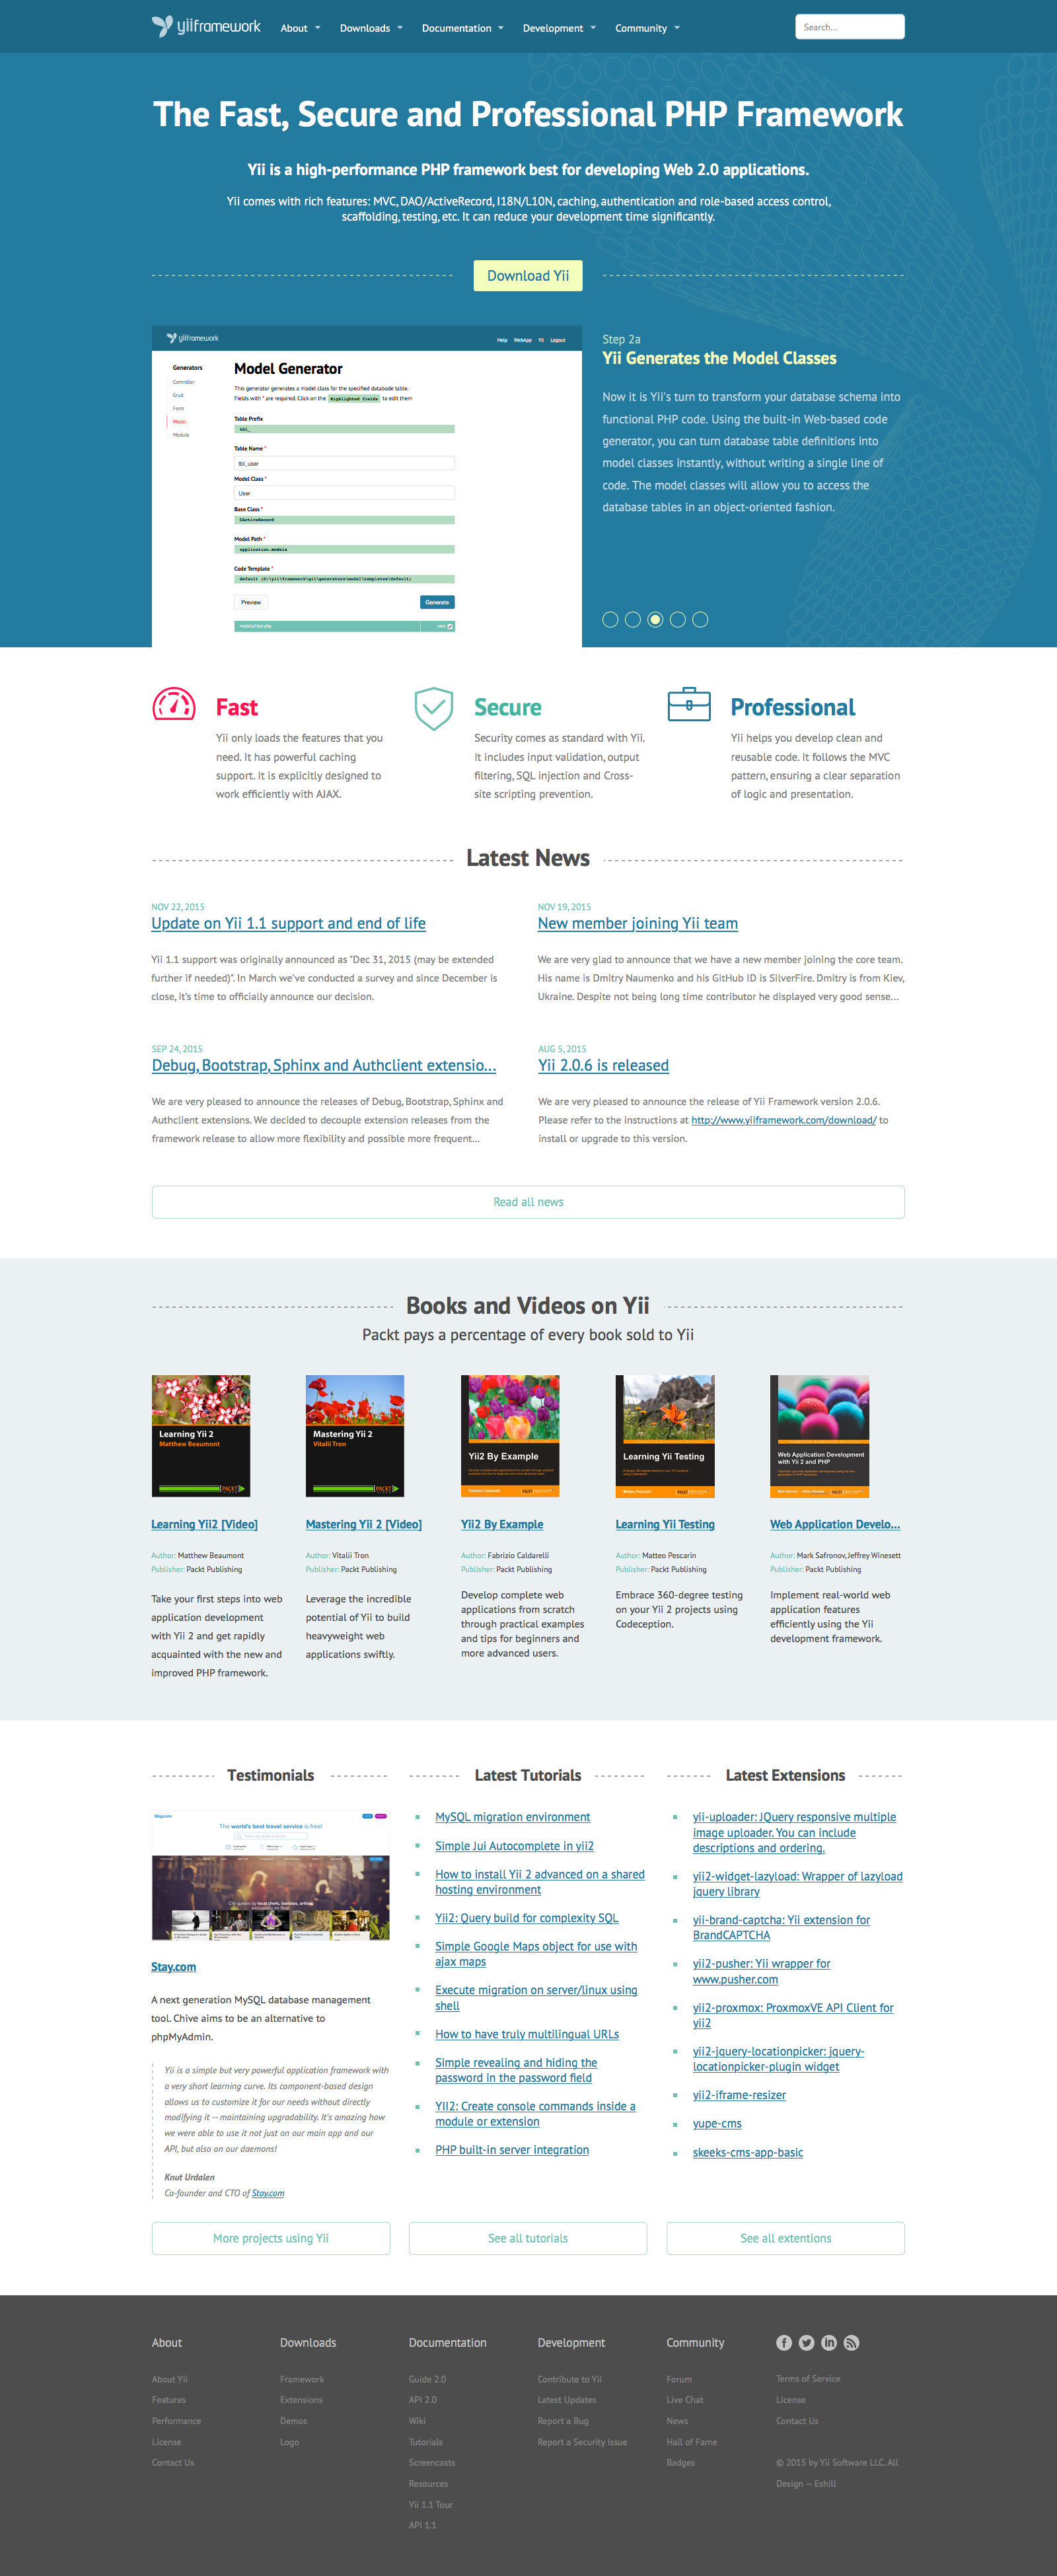 yiiframework
About
Downloads
Documentation
Development
Community
Search...
The Fast, Secure and Professional PHP Framework
Yii is a high-performance PHP framework best for developing Web 2.0 applications.
Yii comes with rich features: MVC, DAO/ActiveRecord, I18N/L10N, caching, authentication and role-based access control,
scaffolding, testing, etc. It can reduce your development time significantly.
Download Yii
yiiframework
Help WebApp Yii Logout
Generators
Controller
Crud
Form
Model
Module
Model Generator
This generator generates a model class for the specified database table.
Fields with * are required. Click on the Highlighted fields to edit them
Table Prefix
tbl_
Table Name *
tbl_user
Model Class *
User
Base Class *
CActiveRecord
Model Path *
application.models
Code Template *
default (D:\yii\framework\gii\generators\model\templates\default)
Preview
Generate
models/User.php
new
Step 2a
Yii Generates the Model Classes
Now it is Yii's turn to transform your database schema into
functional PHP code. Using the built-in Web-based code
generator, you can turn database table definitions into
model classes instantly, without writing a single line of
code. The model classes will allow you to access the
database tables in an object-oriented fashion.
Fast
Yii only loads the features that you
need. It has powerful caching
support. It is explicitly designed to
work efficiently with AJAX.
Secure
Security comes as standard with Yii.
It includes input validation, output
filtering, SQL injection and Cross-
site scripting prevention.
Professional
Yii helps you develop clean and
reusable code. It follows the MVC
pattern, ensuring a clear separation
of logic and presentation.
Latest News
NOV 22, 2015
Update on Yii 1.1 support and end of life
Yii 1.1 support was originally announced as "Dec 31, 2015 (may be extended
further if needed)". In March we've conducted a survey and since December is
close, it's time to officially announce our decision.
NOV 19, 2015
New member joining Yii team
We are very glad to announce that we have a new member joining the core team.
His name is Dmitry Naumenko and his GitHub ID is SilverFire. Dmitry is from Kiev,
Ukraine. Despite not being long time contributor he displayed very good sense...
SEP 24, 2015
Debug, Bootstrap, Sphinx and Authclient extensio...
We are very pleased to announce the releases of Debug, Bootstrap, Sphinx and
Authclient extensions. We decided to decouple extension releases from the
framework release to allow more flexibility and possible more frequent...
AUG 5, 2015
Yii 2.0.6 is released
We are very pleased to announce the release of Yii Framework version 2.0.6.
Please refer to the instructions at http://www.yiiframework.com/download/ to
install or upgrade to this version.
Read all news
Books and Videos on Yii
Packt pays a percentage of every book sold to Yii
Learning Yii 2
Matthew Beaumont
PACKT
Learning Yii2 [Video]
Author: Matthew Beaumont
Publisher: Packt Publishing
Take your first steps into web
application development
with Yii 2 and get rapidly
acquainted with the new and
improved PHP framework.
Mastering Yii 2
Vitalii Tron
PACKT
Mastering Yii 2 [Video]
Author: Vitalii Tron
Publisher: Packt Publishing
Leverage the incredible
potential of Yii to build
heavyweight web
applications swiftly.
Yii2 By Example
Fabrizio Caldarelli
PACKT
Yii2 By Example
Author: Fabrizio Caldarelli
Publisher: Packt Publishing
Develop complete web
applications from scratch
through practical examples
and tips for beginners and
more advanced users.
Learning Yii Testing
Matteo Pescarin
PACKT
Learning Yii Testing
Author: Matteo Pescarin
Publisher: Packt Publishing
Embrace 360-degree testing
on your Yii 2 projects using
Codeception.
Web Application Development
with Yii 2 and PHP
Mark Safronov Jeffrey Winesett
PACKT
Web Application Develo...
Author: Mark Safronov, Jeffrey Winesett
Publisher: Packt Publishing
Implement real-world web
application features
efficiently using the Yii
development framework.
Testimonials
Stay.com
The world's best travel service is free!
City guides by local chefs, baristas, artists
Stay.com
A next generation MySQL database management
tool. Chive aims to be an alternative to
phpMyAdmin.
Yii is a simple but very powerful application framework with
a very short learning curve. Its component-based design
allows us to customize it for our needs without directly
modifying it -- maintaining upgradability. It's amazing how
we were able to use it not just on our main app and our
API, but also on our daemons!
Knut Urdalen
Co-founder and CTO of Stay.com
More projects using Yii
Latest Tutorials
MySQL migration environment
Simple Jui Autocomplete in yii2
How to install Yii 2 advanced on a shared
hosting environment
Yii2: Query build for complexity SQL
Simple Google Maps object for use with
ajax maps
Execute migration on server/linux using
shell
How to have truly multilingual URLs
Simple revealing and hiding the
password in the password field
YII2: Create console commands inside a
module or extension
PHP built-in server integration
See all tutorials
Latest Extensions
yii-uploader: JQuery responsive multiple
image uploader. You can include
descriptions and ordering.
yii2-widget-lazyload: Wrapper of lazyload
jquery library
yii-brand-captcha: Yii extension for
BrandCAPTCHA
yii2-pusher: Yii wrapper for
www.pusher.com
yii2-proxmox: ProxmoxVE API Client for
yii2
yii2-jquery-locationpicker: jquery-
locationpicker-plugin widget
yii2-iframe-resizer
yupe-cms
skeeks-cms-app-basic
See all extentions
About
About Yii
Features
Performance
License
Contact Us
Downloads
Framework
Extensions
Demos
Logo
Documentation
Guide 2.0
API 2.0
Wiki
Tutorials
Screencasts
Resources
Yii 1.1 Tour
API 1.1
Development
Contribute to Yii
Latest Updates
Report a Bug
Report a Security Issue
Community
Forum
Live Chat
News
Hall of Fame
Badges
Terms of Service
License
Contact Us
© 2015 by Yii Software LLC. All
Design — Eshill